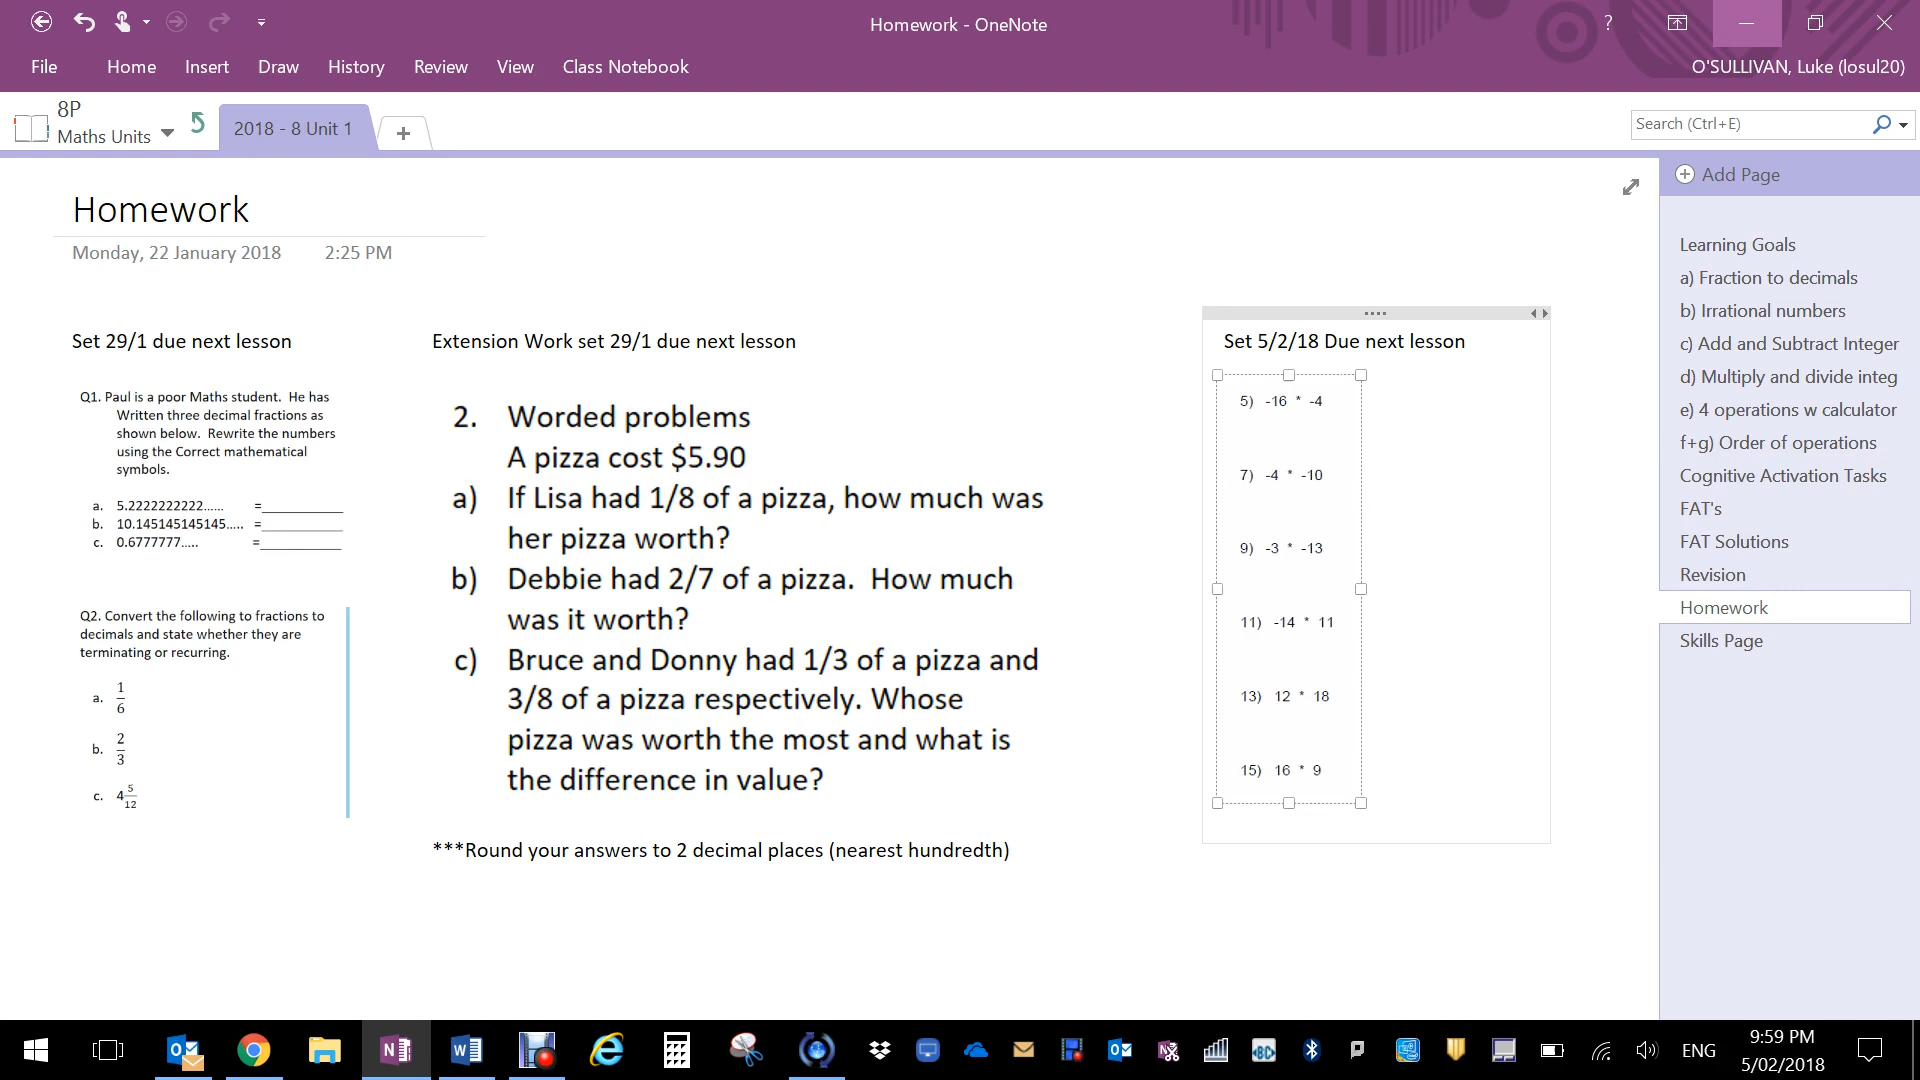 Homework - OneNote
?
File Home Insert Draw History Review View Class Notebook
O'SULLIVAN, Luke (losul20)
8P
Maths Units
2018 - 8 Unit 1
+
Search (Ctrl+E)
Add Page
Homework
Monday, 22 January 2018 2:25 PM
Set 29/1 due next lesson
Q1. Paul is a poor Maths student. He has
Written three decimal fractions as
shown below. Rewrite the numbers
using the Correct mathematical
symbols.
a. 5.2222222222...... =__________
b. 10.145145145145..... =__________
c. 0.6777777..... =__________
Q2. Convert the following to fractions to
decimals and state whether they are
terminating or recurring.
a. 1/6
b. 2/3
c. 4 5/12
Extension Work set 29/1 due next lesson
2. Worded problems
A pizza cost $5.90
a) If Lisa had 1/8 of a pizza, how much was
her pizza worth?
b) Debbie had 2/7 of a pizza. How much
was it worth?
c) Bruce and Donny had 1/3 of a pizza and
3/8 of a pizza respectively. Whose
pizza was worth the most and what is
the difference in value?
***Round your answers to 2 decimal places (nearest hundredth)
Set 5/2/18 Due next lesson
5) -16 * -4
7) -4 * -10
9) -3 * -13
11) -14 * 11
13) 12 * 18
15) 16 * 9
Learning Goals
a) Fraction to decimals
b) Irrational numbers
c) Add and Subtract Integer
d) Multiply and divide integ
e) 4 operations w calculator
f+g) Order of operations
Cognitive Activation Tasks
FAT's
FAT Solutions
Revision
Homework
Skills Page
ENG
9:59 PM
5/02/2018